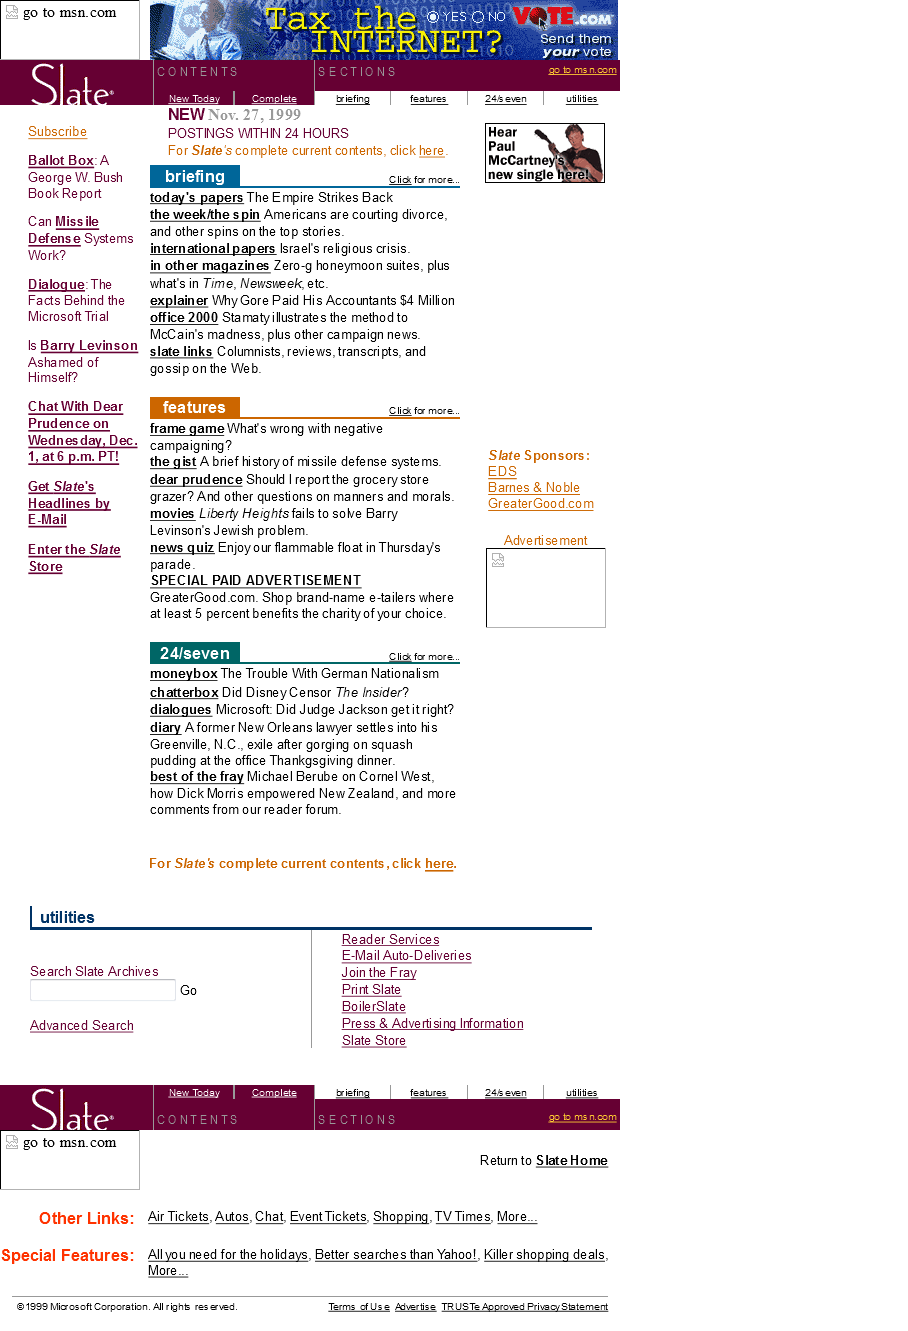 go to msn.com
Tax the
INTERNET?
YES NO
VOTE.com
Send them
your vote
Slate
CONTENTS
SECTIONS
go to msn.com
New Today
Complete
briefing
features
24/seven
utilities
NEW Nov. 27, 1999
POSTINGS WITHIN 24 HOURS
For Slate's complete current contents, click here.
Subscribe
Ballot Box: A
George W. Bush
Book Report
Can Missile
Defense Systems
Work?
Dialogue: The
Facts Behind the
Microsoft Trial
Is Barry Levinson
Ashamed of
Himself?
Chat With Dear
Prudence on
Wednesday, Dec.
1, at 6 p.m. PT!
Get Slate's
Headlines by
E-Mail
Enter the Slate
Store
briefing
Click for more...
today's papers The Empire Strikes Back
the week/the spin Americans are courting divorce,
and other spins on the top stories.
international papers Israel's religious crisis.
in other magazines Zero-g honeymoon suites, plus
what's in Time, Newsweek, etc.
explainer Why Gore Paid His Accountants $4 Million
office 2000 Stamaty illustrates the method to
McCain's madness, plus other campaign news.
slate links Columnists, reviews, transcripts, and
gossip on the Web.
features
Click for more...
frame game What's wrong with negative
campaigning?
the gist A brief history of missile defense systems.
dear prudence Should I report the grocery store
grazer? And other questions on manners and morals.
movies Liberty Heights fails to solve Barry
Levinson's Jewish problem.
news quiz Enjoy our flammable float in Thursday's
parade.
SPECIAL PAID ADVERTISEMENT
GreaterGood.com. Shop brand-name e-tailers where
at least 5 percent benefits the charity of your choice.
24/seven
Click for more...
moneybox The Trouble With German Nationalism
chatterbox Did Disney Censor The Insider?
dialogues Microsoft: Did Judge Jackson get it right?
diary A former New Orleans lawyer settles into his
Greenville, N.C., exile after gorging on squash
pudding at the office Thankgsgiving dinner.
best of the fray Michael Berube on Cornel West,
how Dick Morris empowered New Zealand, and more
comments from our reader forum.
For Slate's complete current contents, click here.
Hear
Paul
McCartney's
new single here!
Slate Sponsors:
EDS
Barnes & Noble
GreaterGood.com
Advertisement
utilities
Search Slate Archives
Go
Advanced Search
Reader Services
E-Mail Auto-Deliveries
Join the Fray
Print Slate
BoilerSlate
Press & Advertising Information
Slate Store
Slate
New Today
Complete
briefing
features
24/seven
utilities
CONTENTS
SECTIONS
go to msn.com
go to msn.com
Return to Slate Home
Other Links: Air Tickets, Autos, Chat, Event Tickets, Shopping, TV Times, More...
Special Features: All you need for the holidays, Better searches than Yahoo!, Killer shopping deals,
More...
©1999 Microsoft Corporation. All rights reserved.
Terms of Use Advertise TRUSTe Approved Privacy Statement